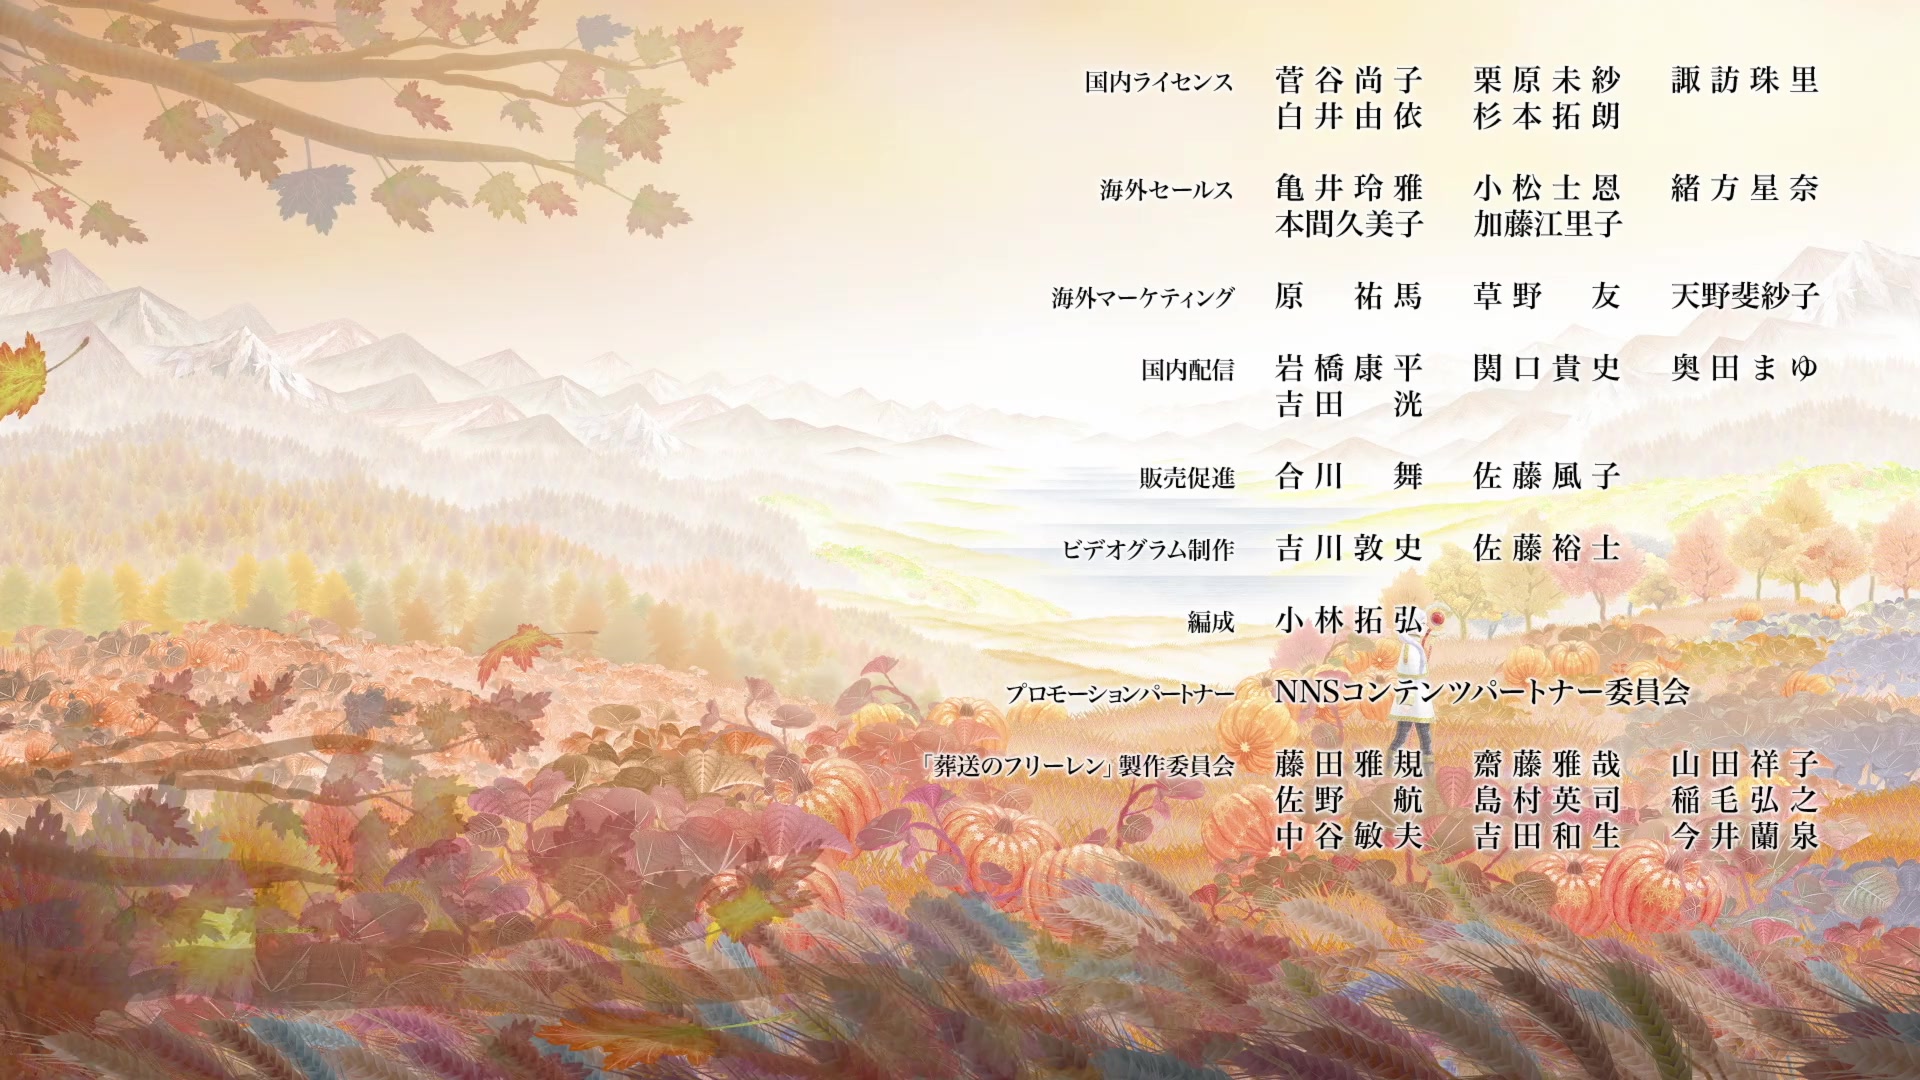 国内ライセンス 菅谷尚子 栗原未紗 諏訪珠里
白井由依 杉本拓朗
海外セールス 亀井玲雅 小松士恩 緒方星奈
本間久美子 加藤江里子
海外マーケティング 原祐馬 草野友 天野斐紗子
国内配信 岩橋康平 関口貴史 奥田まゆ
吉田洸
販売促進 合川舞 佐藤風子
ビデオグラム制作 吉川敦史 佐藤裕士
編成 小林拓弘
プロモーションパートナー NNSコンテンツパートナー委員会
「葬送のフリーレン」製作委員会 藤田雅規 齋藤雅哉 山田祥子
佐野航 島村英司 稲毛弘之
中谷敏夫 吉田和生 今井蘭泉